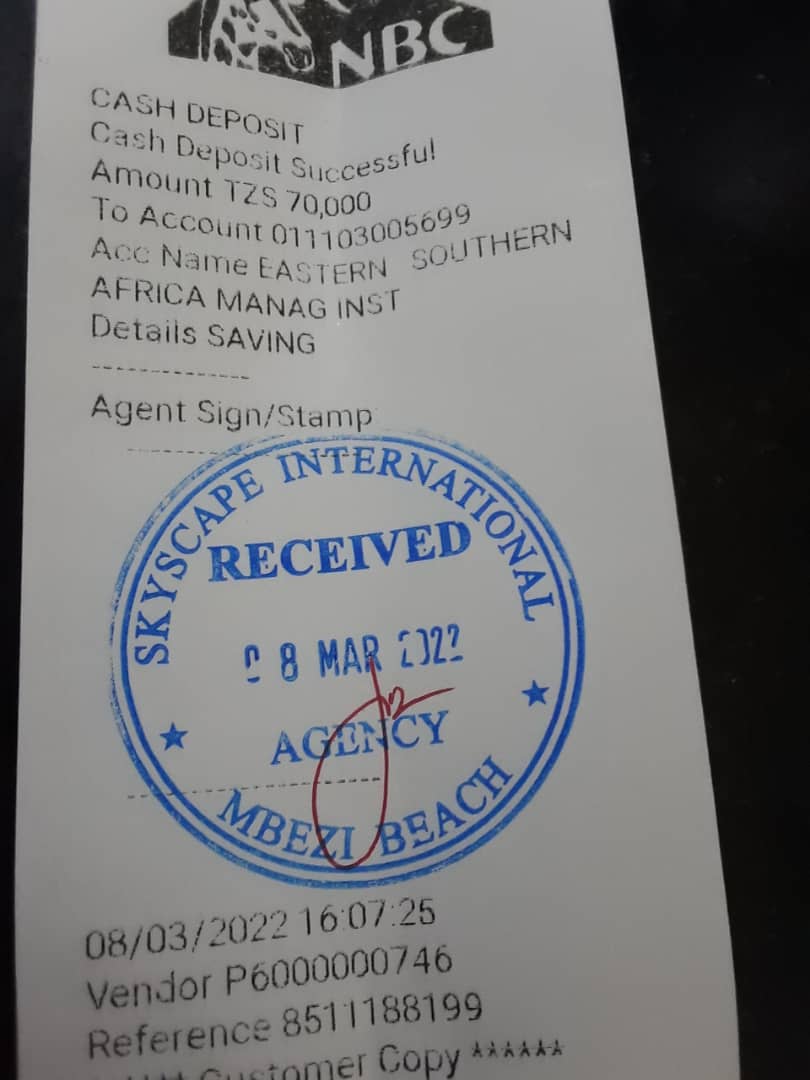 NBC
CASH DEPOSIT
Cash Deposit Successful
Amount TZS 70,000
To Account 011103005699
Acc Name EASTERN SOUTHERN
AFRICA MANAG INST
Details SAVING
--------------
Agent Sign/Stamp
SKYSCAPE INTERNATIONAL
RECEIVED
08 MAR 2022
AGENCY
MBEZI BEACH
08/03/2022 16:07:25
Vendor P6000000746
Reference 8511188199
Customer Copy ******